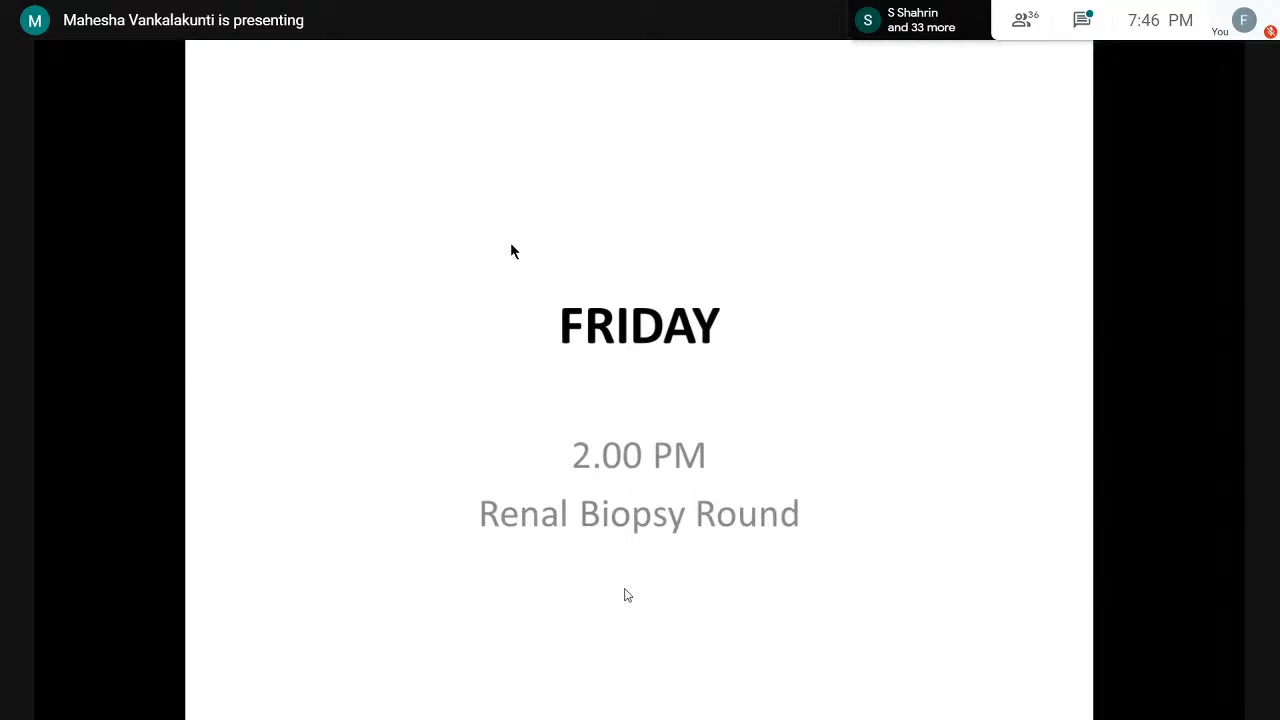 M
Mahesha Vankalakunti is presenting
S
S Shahrin
and 33 more
36
7:46 PM
You
F
FRIDAY
2.00 PM
Renal Biopsy Round